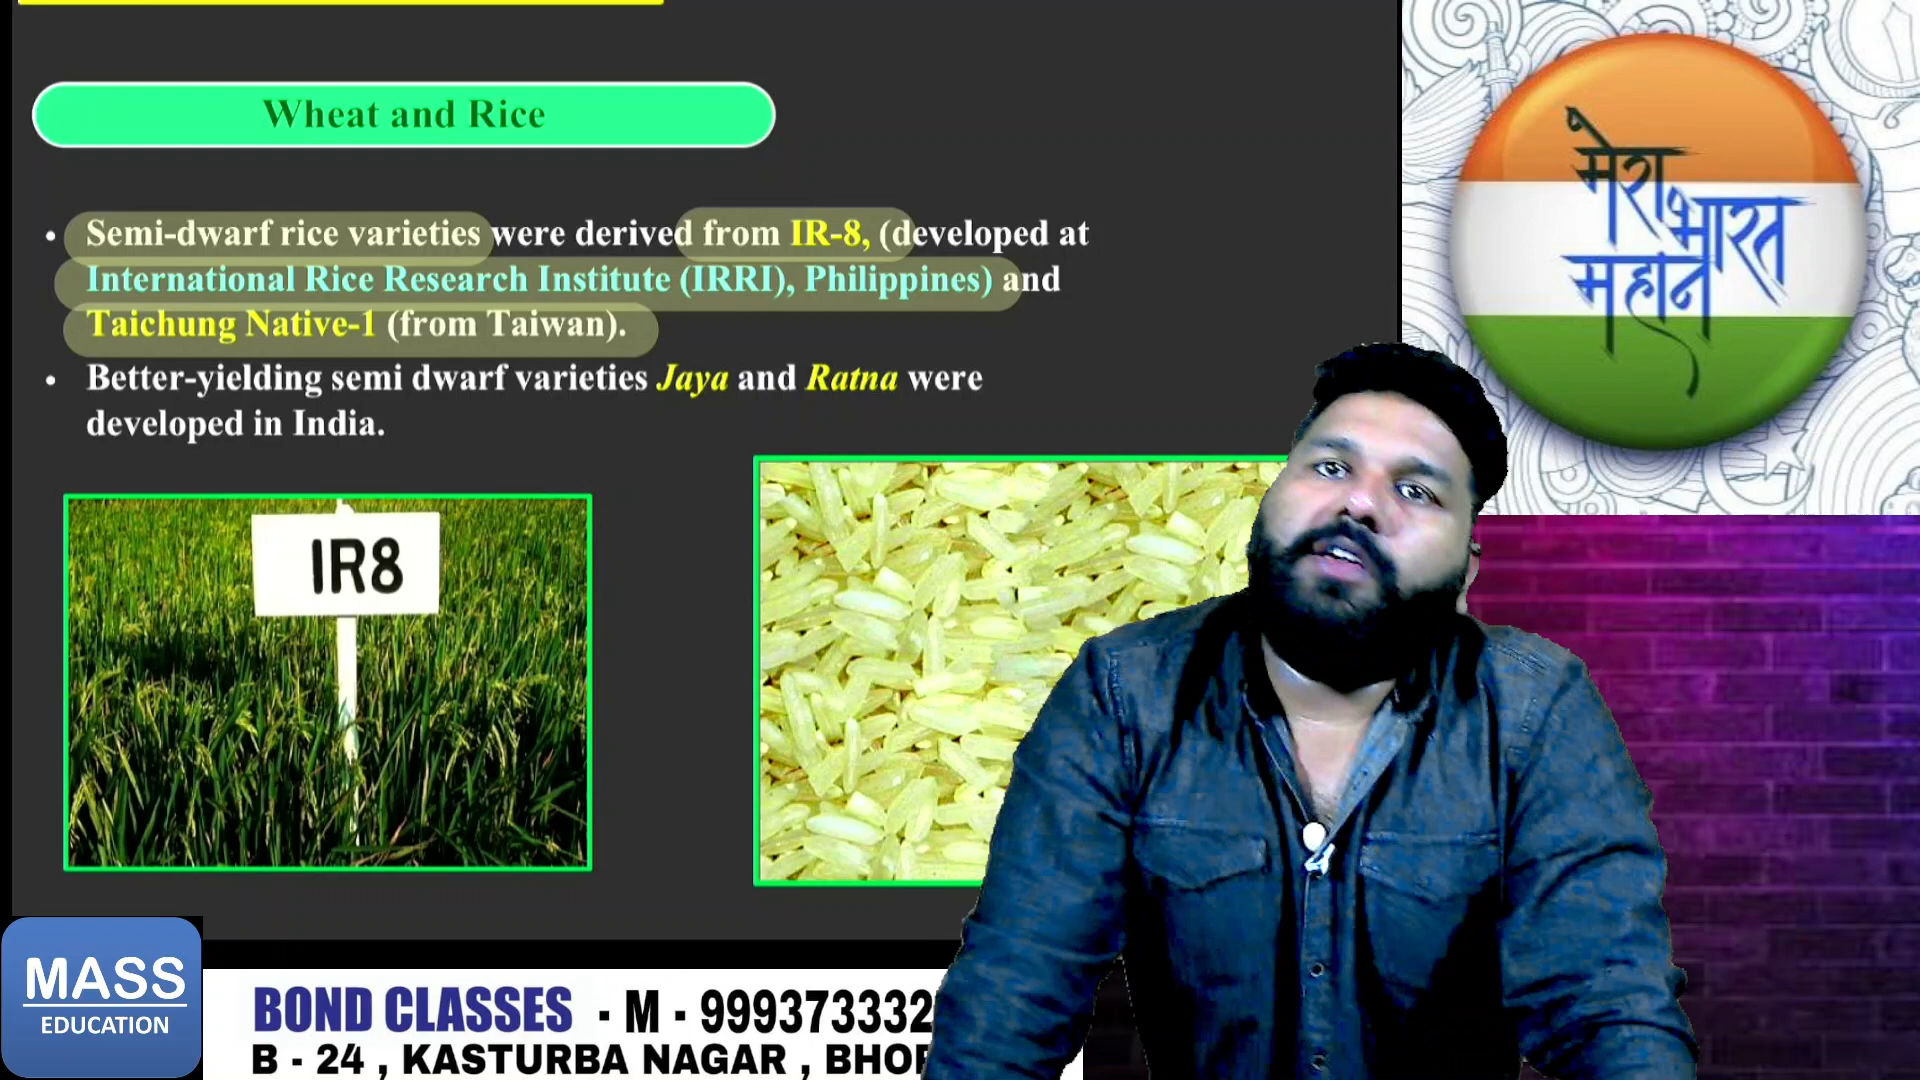 Wheat and Rice
मेरा
भारत
महान
• Semi-dwarf rice varieties were derived from IR-8, (developed at
International Rice Research Institute (IRRI), Philippines) and
Taichung Native-1 (from Taiwan).
• Better-yielding semi dwarf varieties Jaya and Ratna were
developed in India.
IR8
MASS
EDUCATION
BOND CLASSES - M - 999373332
B - 24 , KASTURBA NAGAR ,